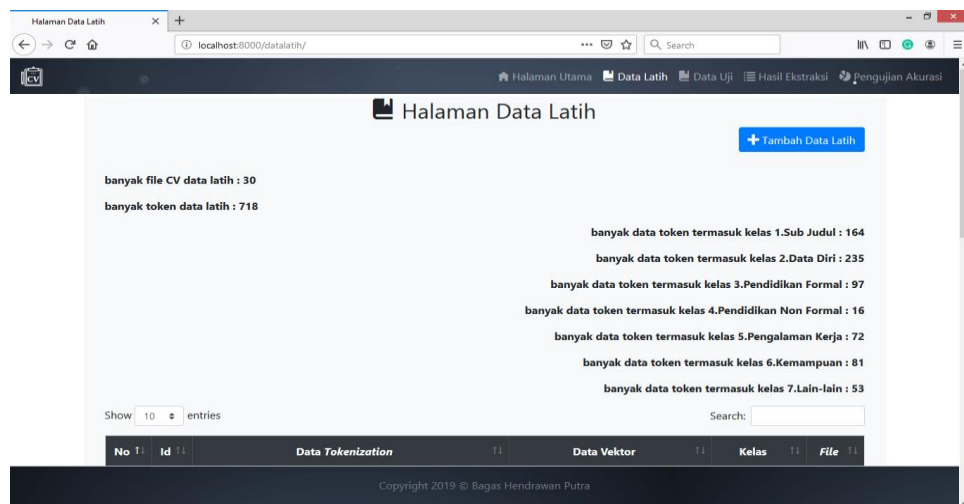 Halaman Data Latih
localhost:8000/datalatih/
Search
CV
Halaman Utama Data Latih Data Uji Hasil Ekstraksi Pengujian Akurasi
Halaman Data Latih
Tambah Data Latih
banyak file CV data latih : 30
banyak token data latih : 718
banyak data token termasuk kelas 1.Sub Judul : 164
banyak data token termasuk kelas 2.Data Diri : 235
banyak data token termasuk kelas 3.Pendidikan Formal : 97
banyak data token termasuk kelas 4.Pendidikan Non Formal : 16
banyak data token termasuk kelas 5.Pengalaman Kerja : 72
banyak data token termasuk kelas 6.Kemampuan : 81
banyak data token termasuk kelas 7.Lain-lain : 53
Show 10 entries Search:
No Id Data Tokenization Data Vektor Kelas File
Copyright 2019 © Bagas Hendrawan Putra